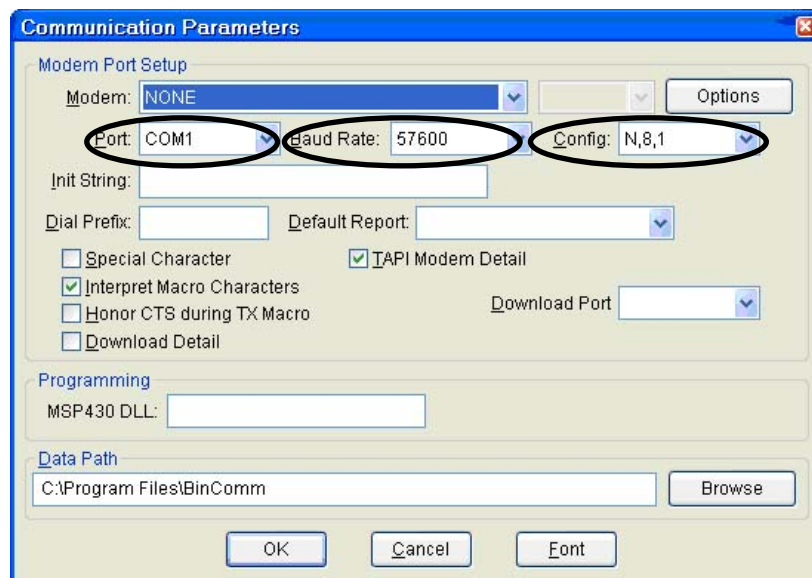 Communication Parameters
Modem Port Setup
Modem: NONE
Options
Port: COM1 Baud Rate: 57600 Config: N,8,1
Init String:
Dial Prefix: Default Report:
Special Character TAPI Modem Detail
Interpret Macro Characters
Honor CTS during TX Macro Download Port
Download Detail
Programming
MSP430 DLL:
Data Path
C:\Program Files\BinComm Browse
OK Cancel Font